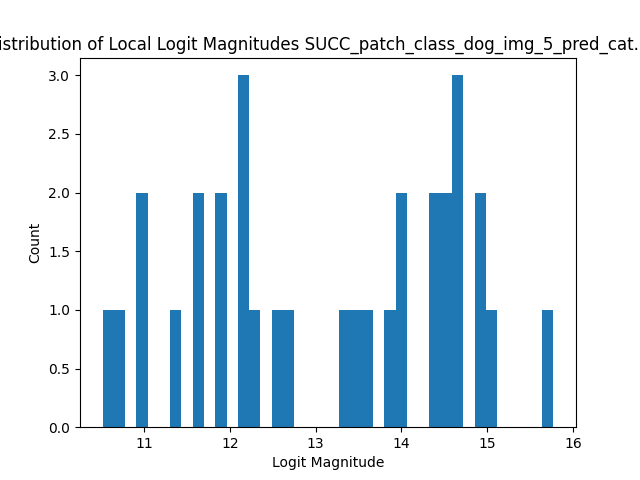 istribution of Local Logit Magnitudes SUCC_patch_class_dog_img_5_pred_cat.
3.0
2.5
2.0
1.5
1.0
0.5
0.0
Count
11 12 13 14 15 16
Logit Magnitude